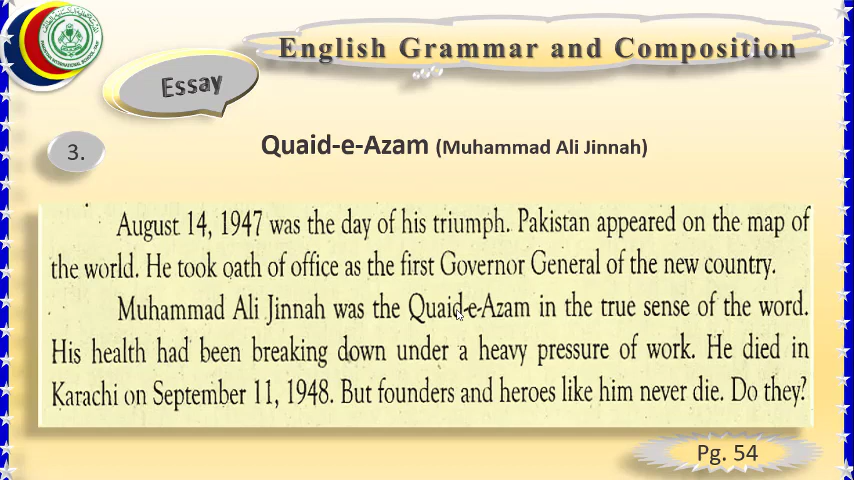 English Grammar and Composition
Essay
3.
Quaid-e-Azam (Muhammad Ali Jinnah)
August 14, 1947 was the day of his triumph. Pakistan appeared on the map of
the world. He took oath of office as the first Governor General of the new country.
Muhammad Ali Jinnah was the Quaid-e-Azam in the true sense of the word.
His health had been breaking down under a heavy pressure of work. He died in
Karachi on September 11, 1948. But founders and heroes like him never die. Do they?
Pg. 54